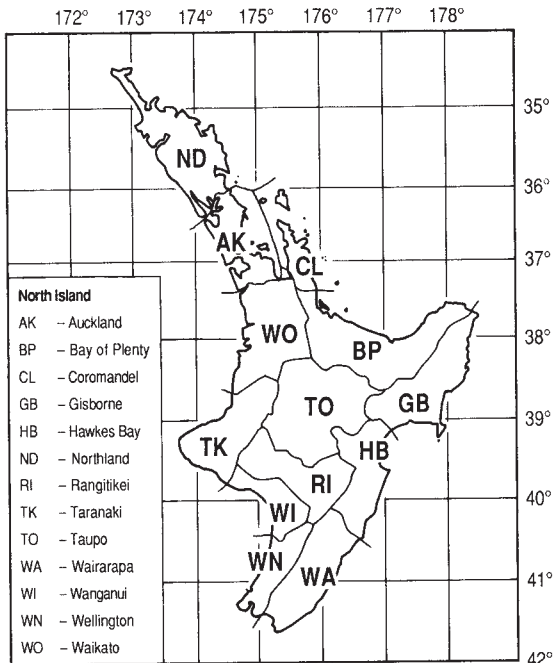 172° 173° 174° 175° 176° 177° 178°
35°
ND
36°
AK
CL
37°
North Island
AK – Auckland
BP – Bay of Plenty
CL – Coromandel
GB – Gisborne
HB – Hawkes Bay
ND – Northland
RI – Rangitikei
TK – Taranaki
TO – Taupo
WA – Wairarapa
WI – Wanganui
WN – Wellington
WO – Waikato
WO
38°
BP
TO
GB
39°
TK
HB
RI
40°
WI
WN
WA
41°
42°